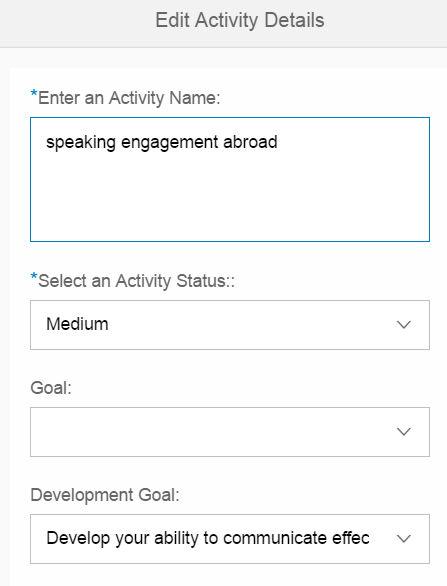 Edit Activity Details
*Enter an Activity Name:
speaking engagement abroad
*Select an Activity Status::
Medium
Goal:
Development Goal:
Develop your ability to communicate effec